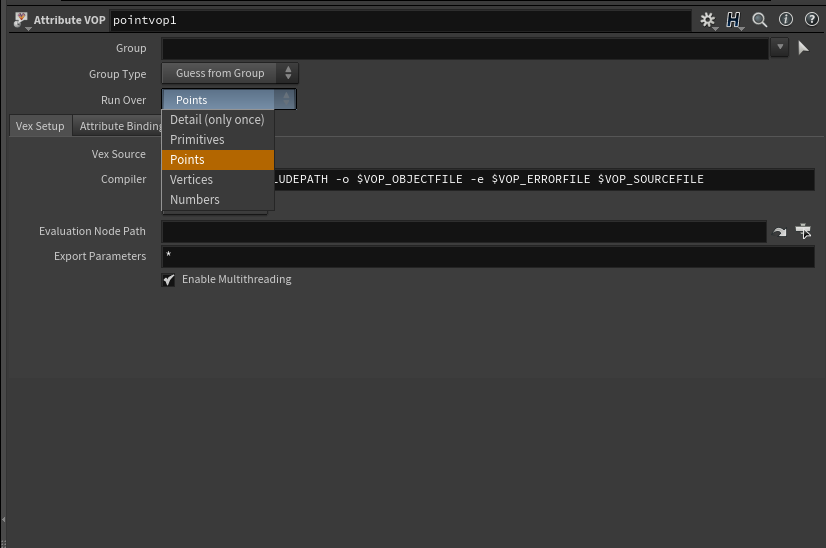 Attribute VOP pointvop1
Group
Group Type Guess from Group
Run Over Points
Detail (only once)
Vex Setup Attribute Binding
Primitives
Vex Source Points
Compiler Vertices LUDEPATH -o $VOP_OBJECTFILE -e $VOP_ERRORFILE $VOP_SOURCEFILE
Numbers
Evaluation Node Path
Export Parameters *
Enable Multithreading